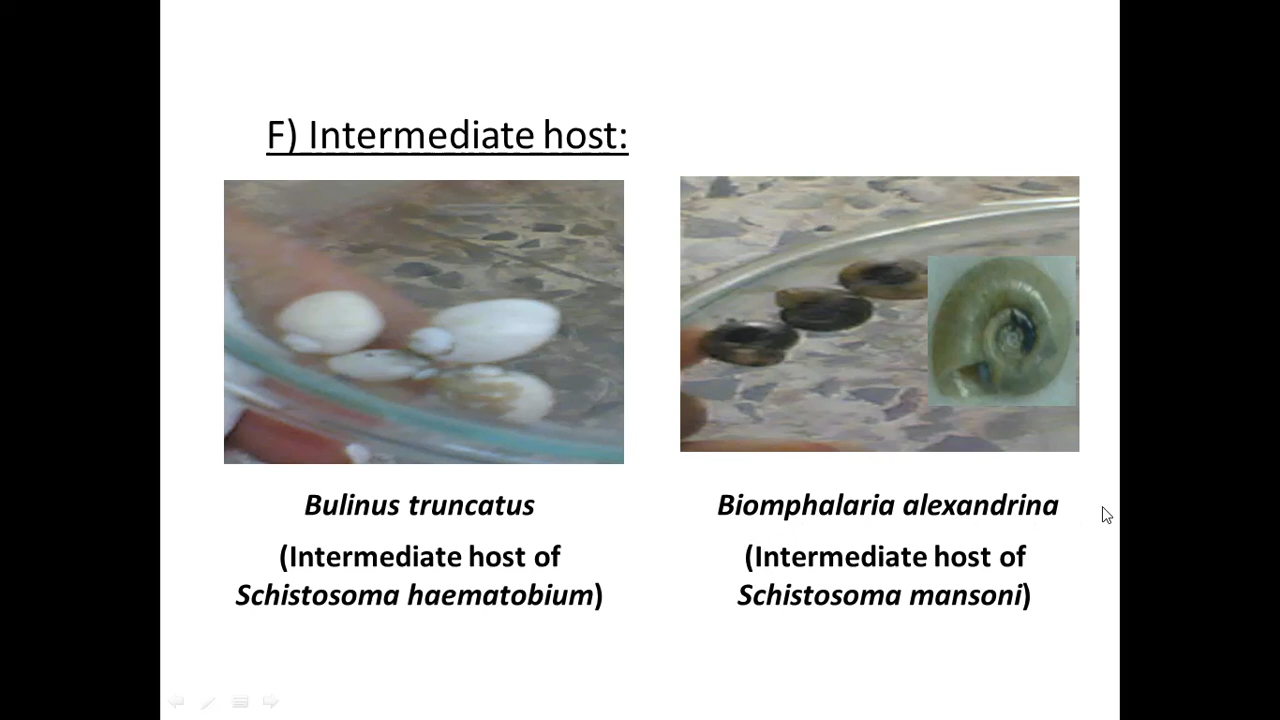 F) Intermediate host:
Bulinus truncatus
(Intermediate host of
Schistosoma haematobium)
Biomphalaria alexandrina
(Intermediate host of
Schistosoma mansoni)